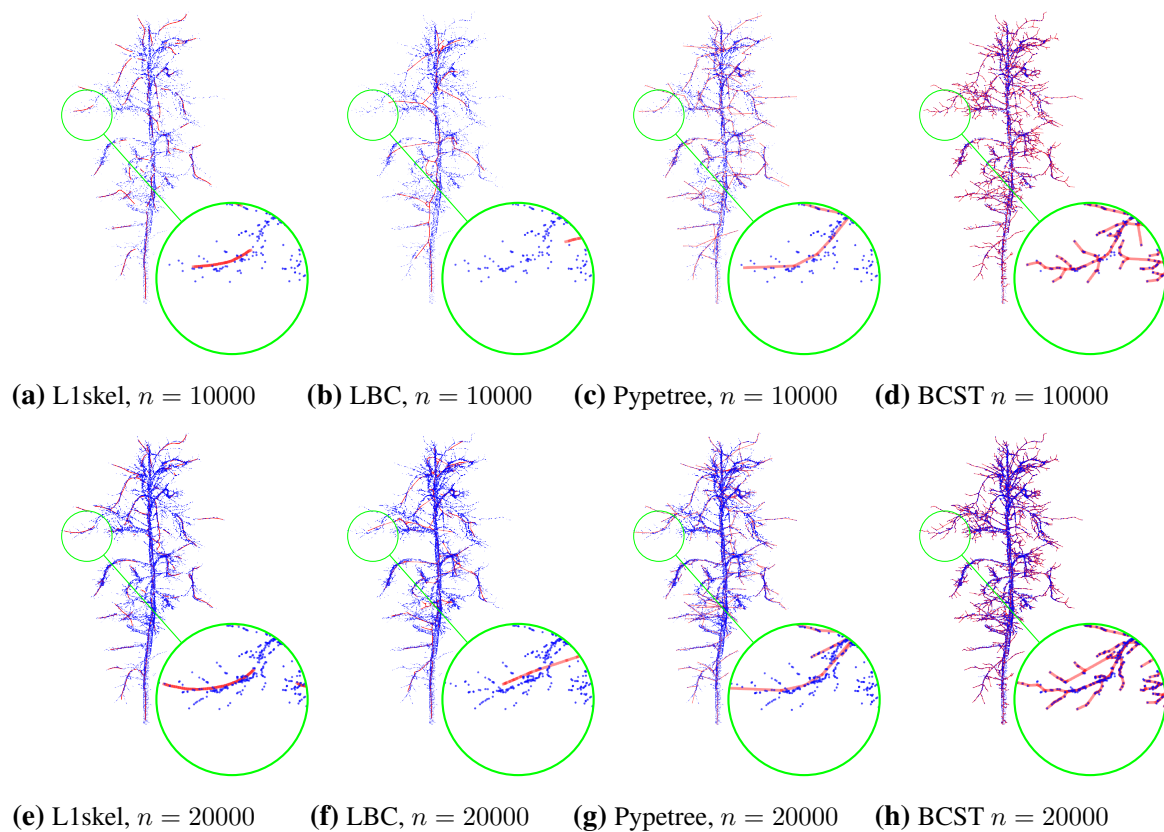 (a) L1skel, n = 10000 (b) LBC, n = 10000 (c) Pypetree, n = 10000 (d) BCST n = 10000
(e) L1skel, n = 20000 (f) LBC, n = 20000 (g) Pypetree, n = 20000 (h) BCST n = 20000